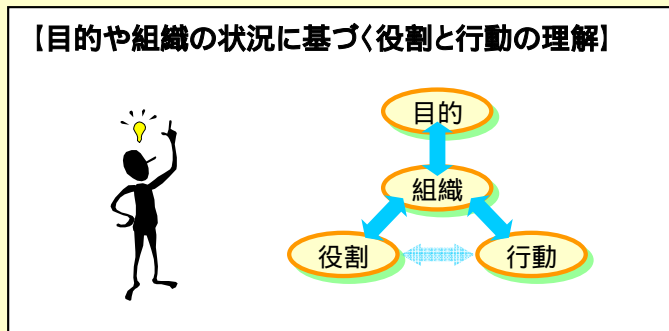 【目的や組織の状況に基づく役割と行動の理解】
目的
組織
役割
行動